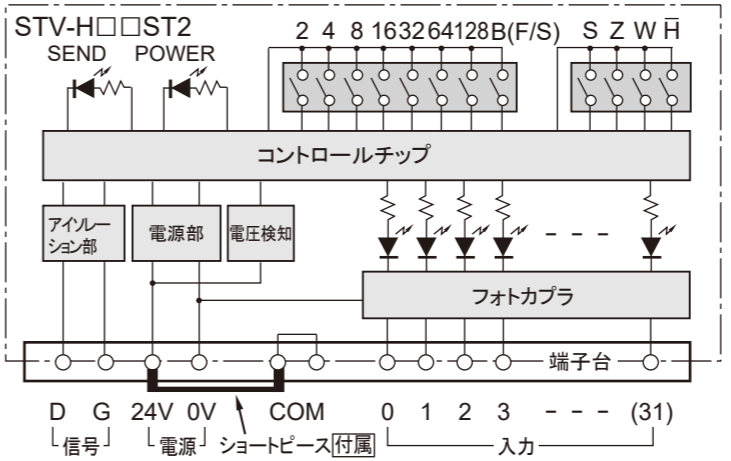 STV-H□□ST2
SEND POWER
2 4 8 16 32 64 128 B(F/S) S Z W H̅
コントロールチップ
アイソレー
ション部
電源部
電圧検知
フォトカプラ
端子台
D G 24V 0V COM 0 1 2 3 --- (31)
信号 電源 ショートピース 付属 入力